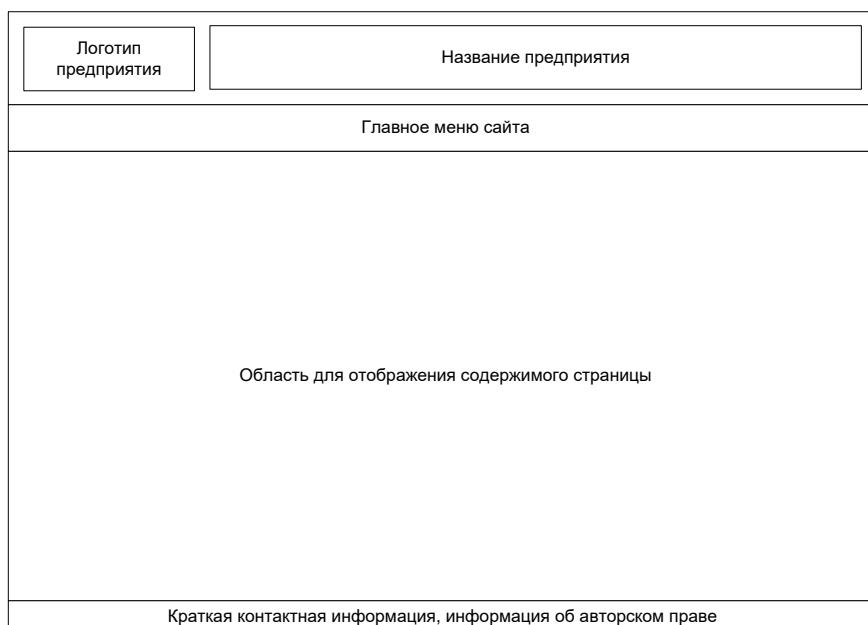 Логотип
предприятия
Название предприятия
Главное меню сайта
Область для отображения содержимого страницы
Краткая контактная информация, информация об авторском праве